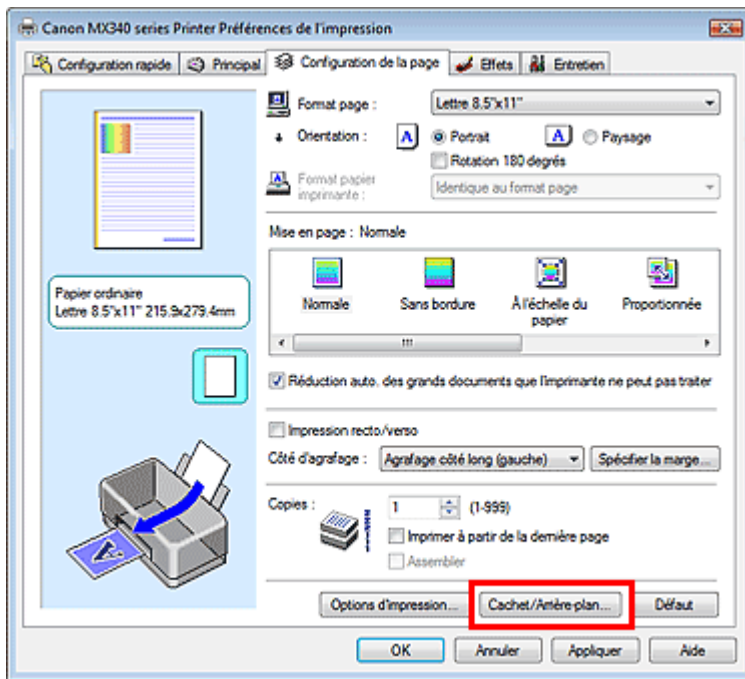 Canon MX340 series Printer Préférences de l'impression
Configuration rapide Principal Configuration de la page Effets Entretien
Format page : Lettre 8.5"x11"
Orientation : A Portrait A Paysage
Rotation 180 degrés
Format papier imprimante : Identique au format page
Mise en page : Normale
Normale Sans bordure À l'échelle du papier Proportionnée
Papier ordinaire
Lettre 8.5"x11" 215.9x279.4mm
Réduction auto. des grands documents que l'imprimante ne peut pas traiter
Impression recto/verso
Côté d'agrafage : Agrafage côté long (gauche) Spécifier la marge...
Copies : 1 (1-999)
Imprimer à partir de la dernière page
Assembler
Options d'impression... Cachet/Arrière-plan... Défaut
OK Annuler Appliquer Aide